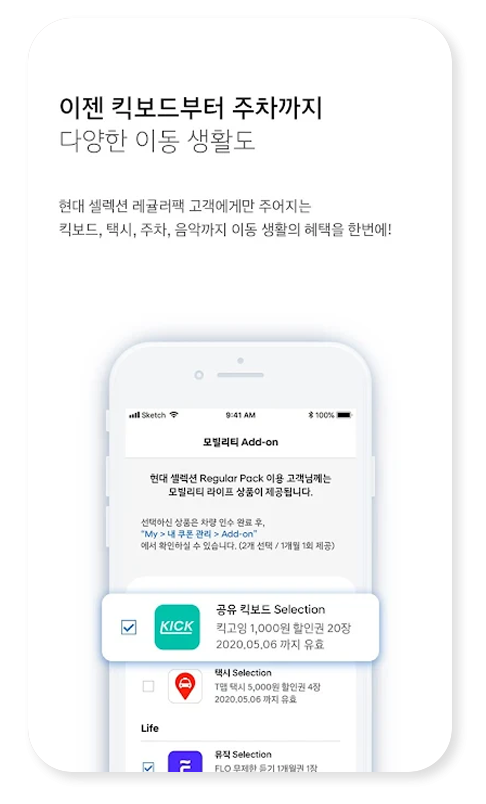 이젠 킥보드부터 주차까지
다양한 이동 생활도
현대 셀렉션 레귤러팩 고객에게만 주어지는
킥보드, 택시, 주차, 음악까지 이동 생활의 혜택을 한번에!
Sketch 9:41 AM 100%
모빌리티 Add-on
현대 셀렉션 Regular Pack 이용 고객님께는
모빌리티 라이프 상품이 제공됩니다.
선택하신 상품은 차량 인수 완료 후,
“My > 내 쿠폰 관리 > Add-on”
에서 확인하실 수 있습니다. (2개 선택 / 1개월 1회 제공)
공유 킥보드 Selection
KICK
킥고잉 1,000원 할인권 20장
2020.05.06 까지 유효
택시 Selection
T맵 택시 5,000원 할인권 4장
2020.05.06 까지 유효
Life
뮤직 Selection
FLO 무제한 듣기 1개월권 1장